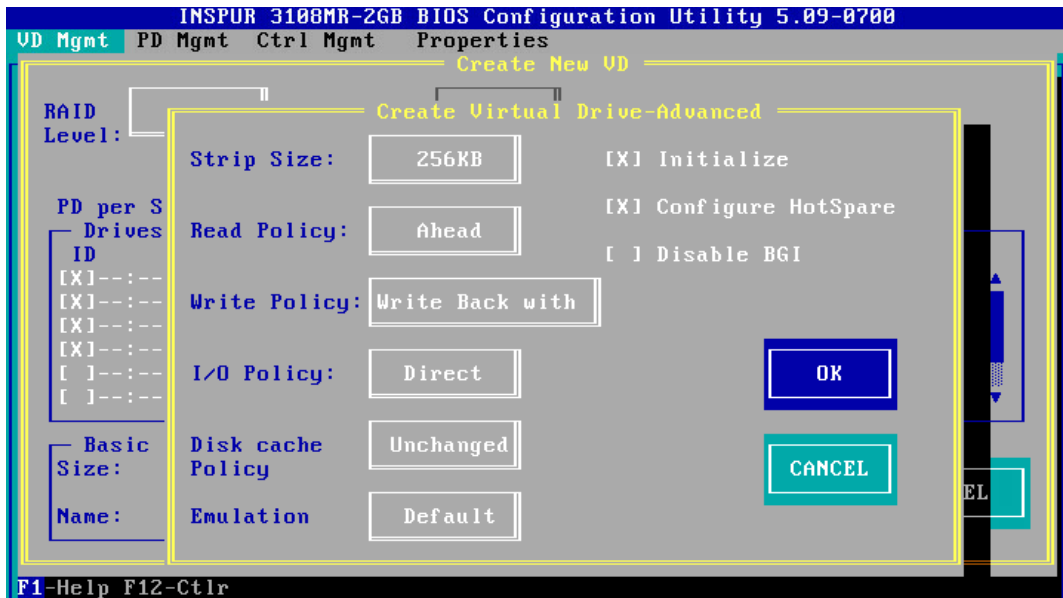 INSPUR 3108MR-2GB BIOS Configuration Utility 5.09-0700
VD Mgmt PD Mgmt Ctrl Mgmt Properties
Create New VD
RAID
Level:
PD per S
Drives
ID
[X]--:--
[X]--:--
[X]--:--
[X]--:--
[ ]--:--
[ ]--:--
Basic
Size:
Name:
Create Virtual Drive-Advanced
Strip Size: 256KB [X] Initialize
[X] Configure HotSpare
Read Policy: Ahead
[ ] Disable BGI
Write Policy: Write Back with
I/O Policy: Direct
OK
Disk cache Unchanged
Policy
CANCEL
EL
Emulation Default
F1-Help F12-Ctlr